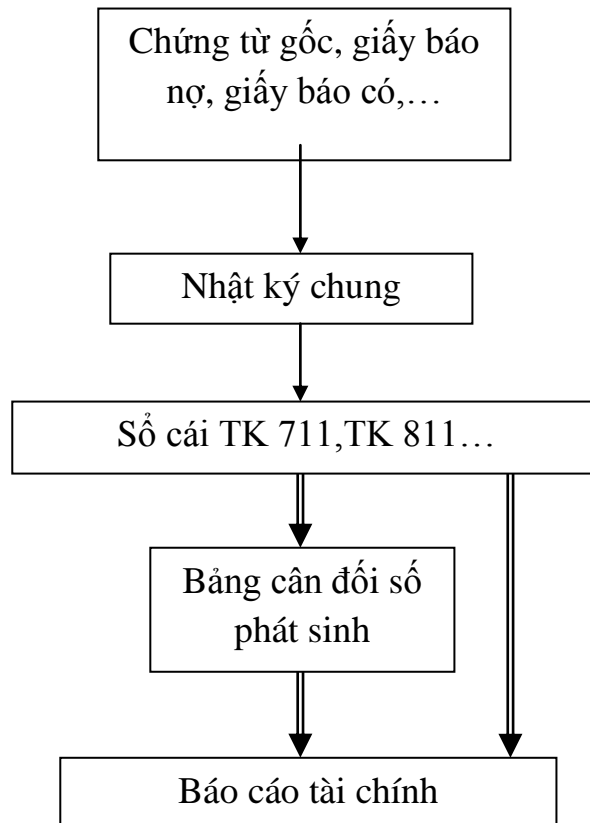 Chứng từ gốc, giấy báo
nợ, giấy báo có,…
Nhật ký chung
Sổ cái TK 711,TK 811…
Bảng cân đối số
phát sinh
Báo cáo tài chính